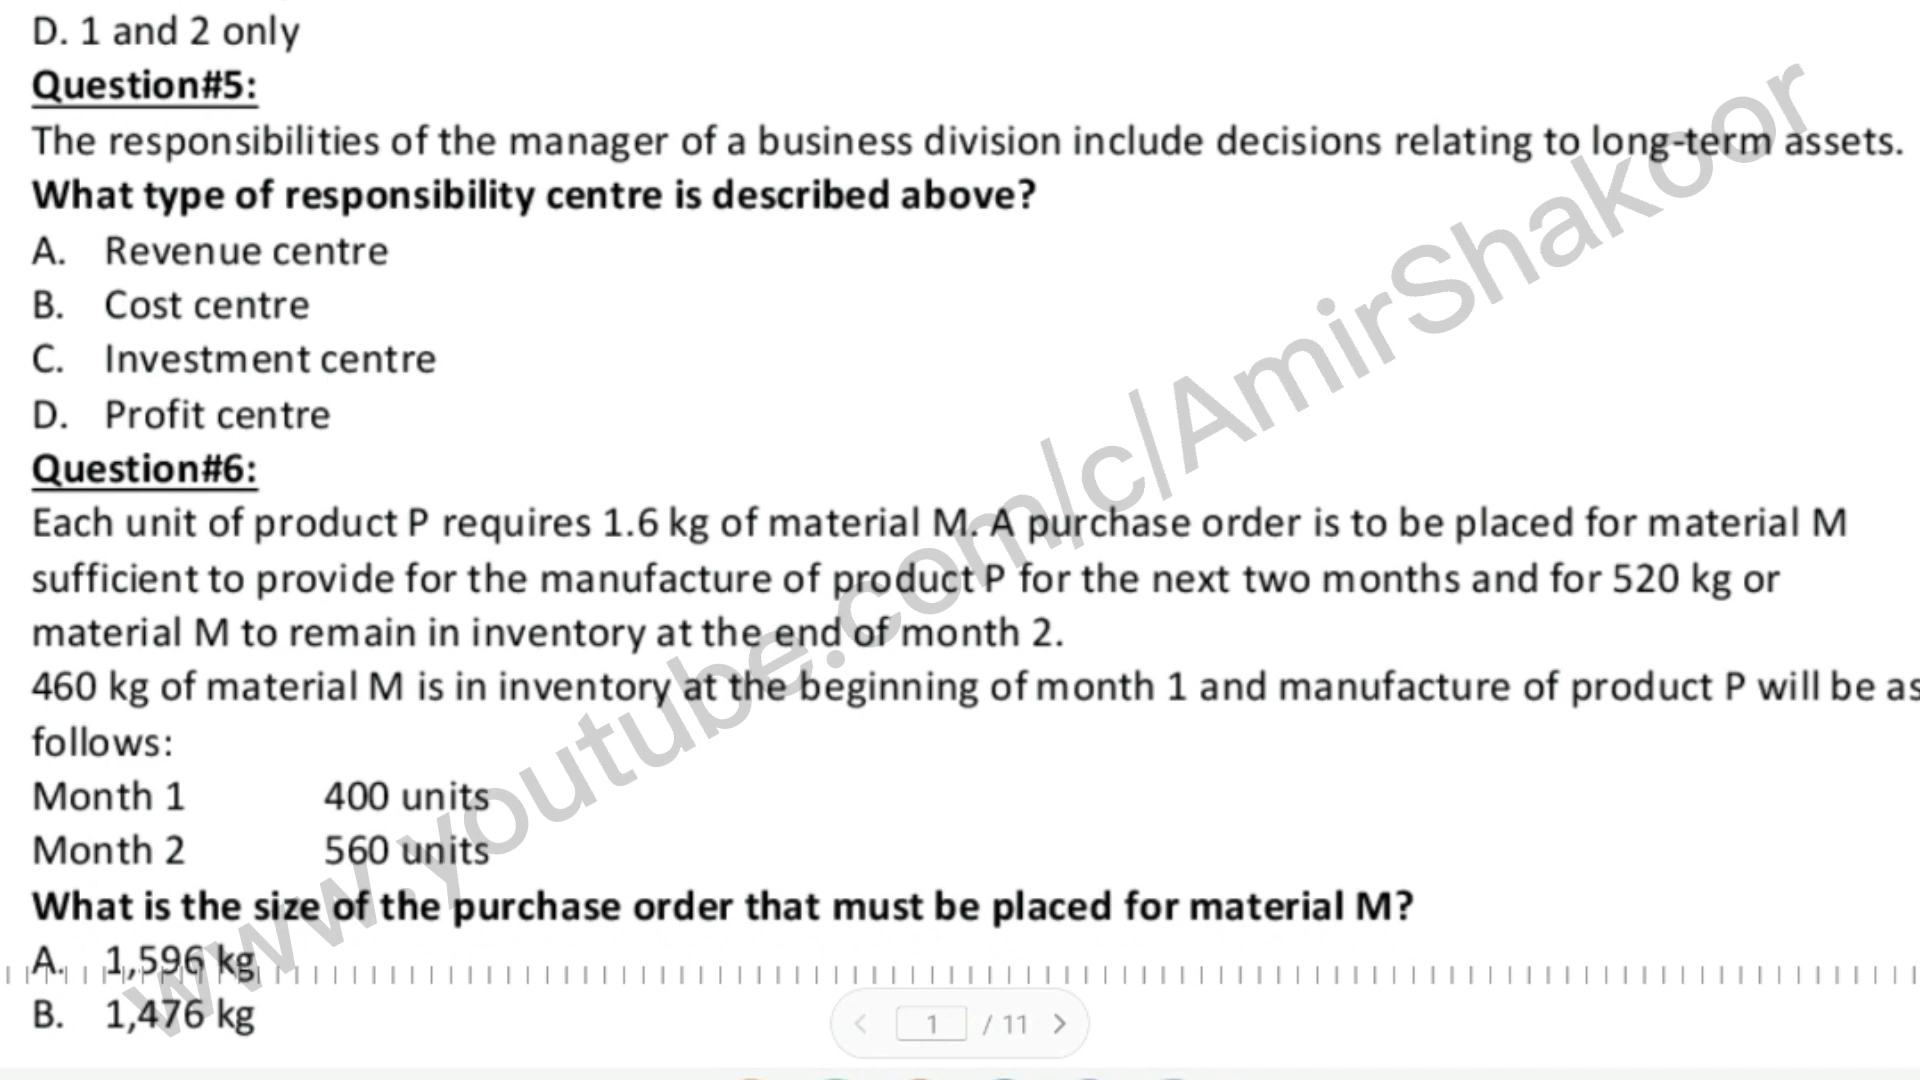 D. 1 and 2 only
Question#5:
The responsibilities of the manager of a business division include decisions relating to long-term assets.
What type of responsibility centre is described above?
A. Revenue centre
B. Cost centre
C. Investment centre
D. Profit centre
Question#6:
Each unit of product P requires 1.6 kg of material M. A purchase order is to be placed for material M
sufficient to provide for the manufacture of product P for the next two months and for 520 kg or
material M to remain in inventory at the end of month 2.
460 kg of material M is in inventory at the beginning of month 1 and manufacture of product P will be as
follows:
Month 1 400 units
Month 2 560 units
What is the size of the purchase order that must be placed for material M?
A. 1,596 kg
B. 1,476 kg
1 / 11
www.youtube.com/c/AmirShakoor